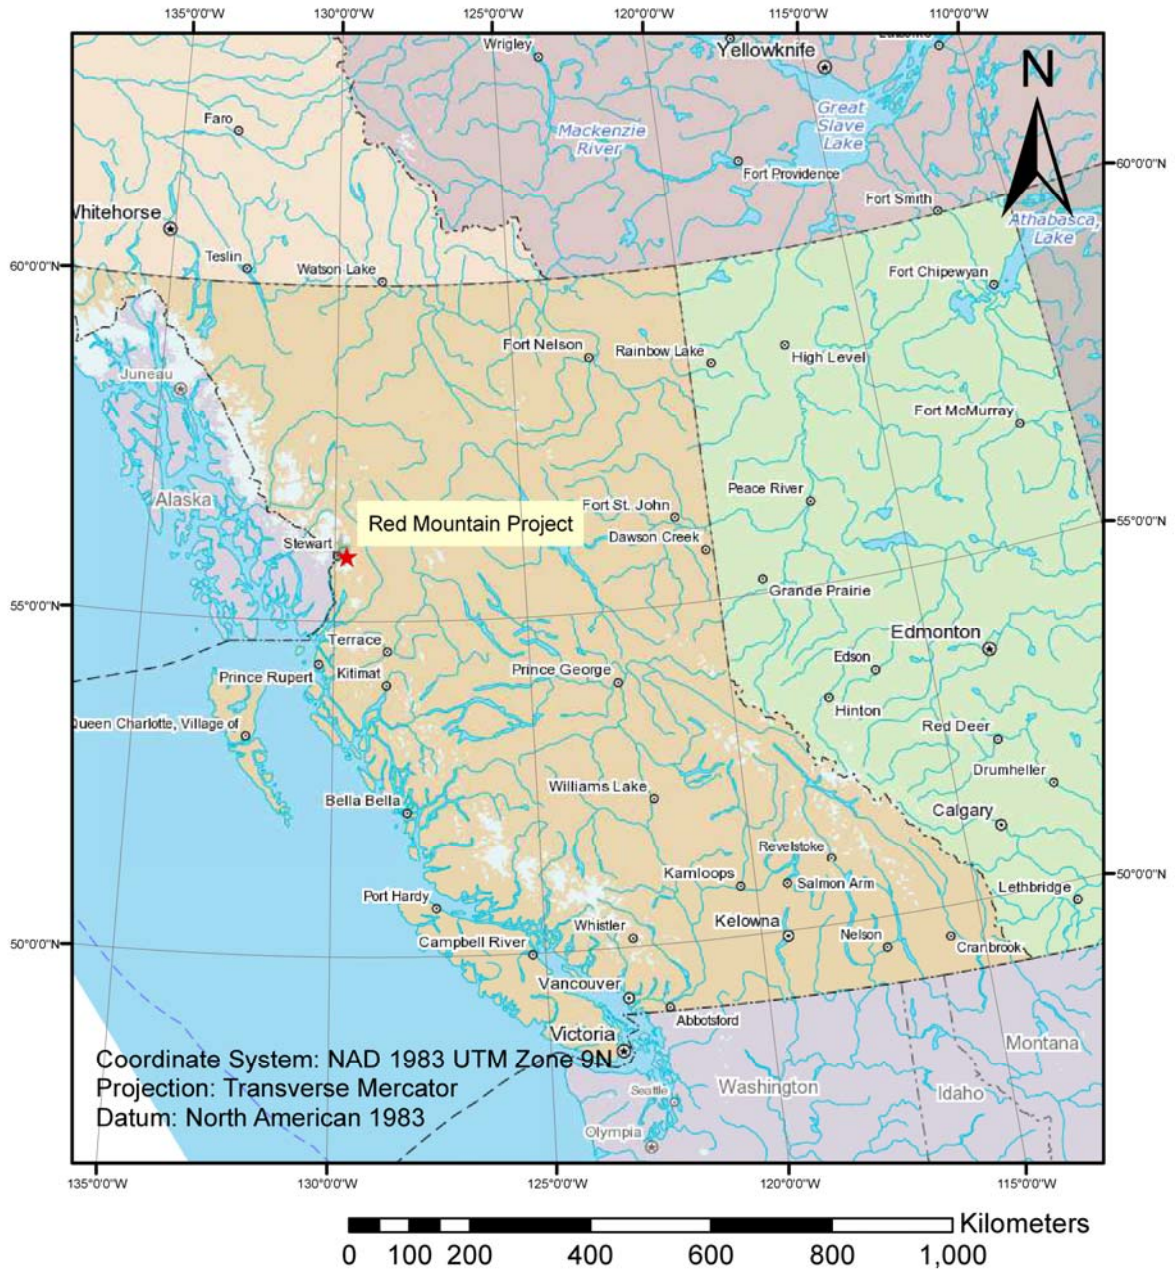 135°0'0"W 130°0'0"W 125°0'0"W 120°0'0"W 115°0'0"W 110°0'0"W
Wrigley
Yellowknife
N
Great
Slave
Lake
Faro
Mackenzie
River
Fort Providence
60°0'0"N
Fort Smith
Whitehorse
Athabasca,
Lake
Teslin
Watson Lake
60°0'0"N
Fort Chipewyan
Fort Nelson
Rainbow Lake
High Level
Juneau
Fort McMurray
Peace River
Alaska
Fort St. John
Red Mountain Project
55°0'0"N
Stewart
Dawson Creek
Grande Prairie
55°0'0"N
Terrace
Edmonton
Edson
Prince Rupert
Kitimat
Prince George
Hinton
Red Deer
Queen Charlotte, Village of
Drumheller
Williams Lake
Bella Bella
Calgary
Revelstoke
Kamloops
Salmon Arm
50°0'0"N
Lethbridge
Port Hardy
Whistler
Kelowna
Nelson
50°0'0"N
Campbell River
Cranbrook
Vancouver
Abbotsford
Victoria
Montana
Coordinate System: NAD 1983 UTM Zone 9N
Projection: Transverse Mercator
Datum: North American 1983
Seattle
Washington
Idaho
Olympia
135°0'0"W 130°0'0"W 125°0'0"W 120°0'0"W 115°0'0"W
Kilometers
0 100 200 400 600 800 1,000